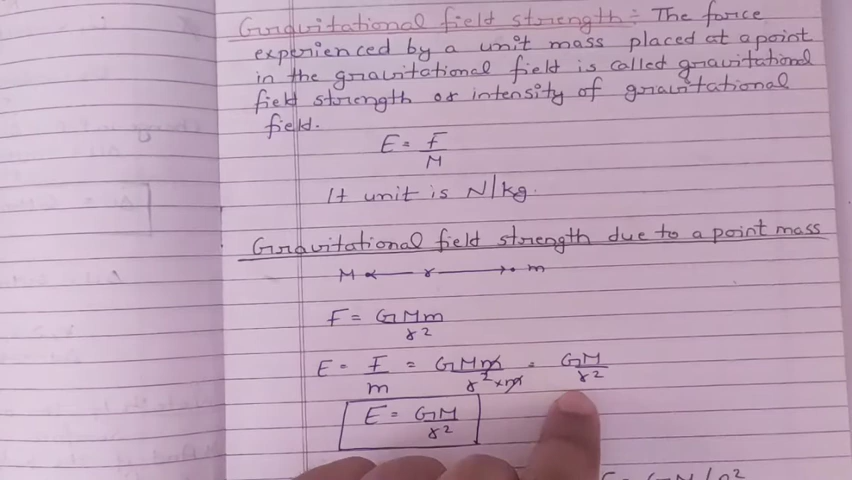 Gravitational field strength :- The force
experienced by a unit mass placed at a point
in the gravitational field is called gravitational
field strength or intensity of gravitational
field.
E = F/M
It unit is N/kg.
Gravitational field strength due to a point mass
M ← r → m
F = GMm/r²
E = F/m = GMm/r²×m = GM/r²
E = GM/r²